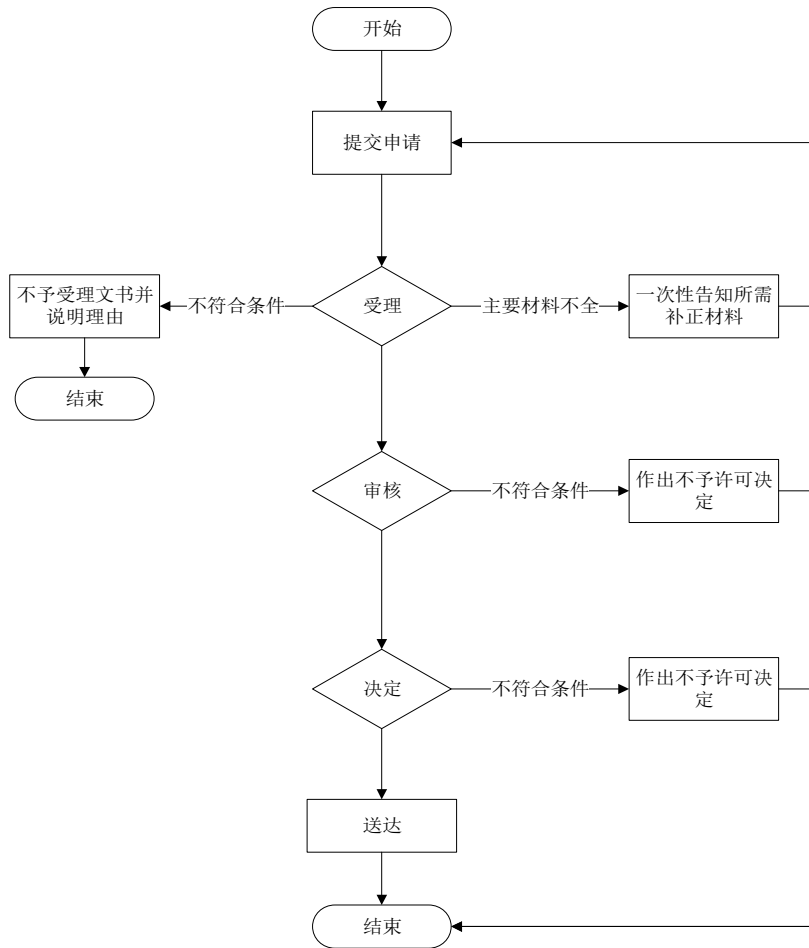 开始
提交申请
不予受理文书并
说明理由
不符合条件
受理
主要材料不全
一次性告知所需
补正材料
结束
审核
不符合条件
作出不予许可决
定
决定
不符合条件
作出不予许可决
定
送达
结束